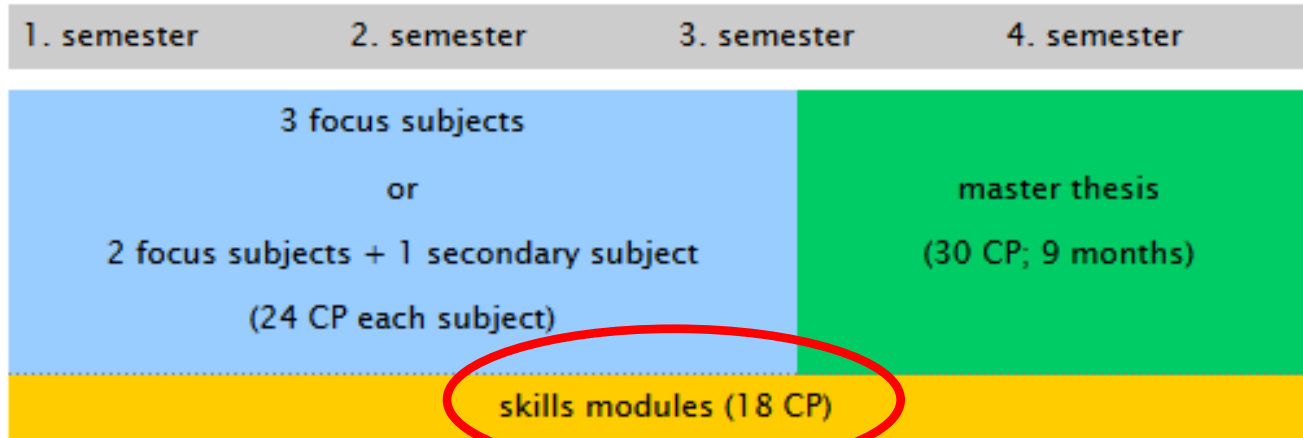 1. semester 2. semester 3. semester 4. semester
3 focus subjects
or
2 focus subjects + 1 secondary subject
(24 CP each subject)
master thesis
(30 CP; 9 months)
skills modules (18 CP)